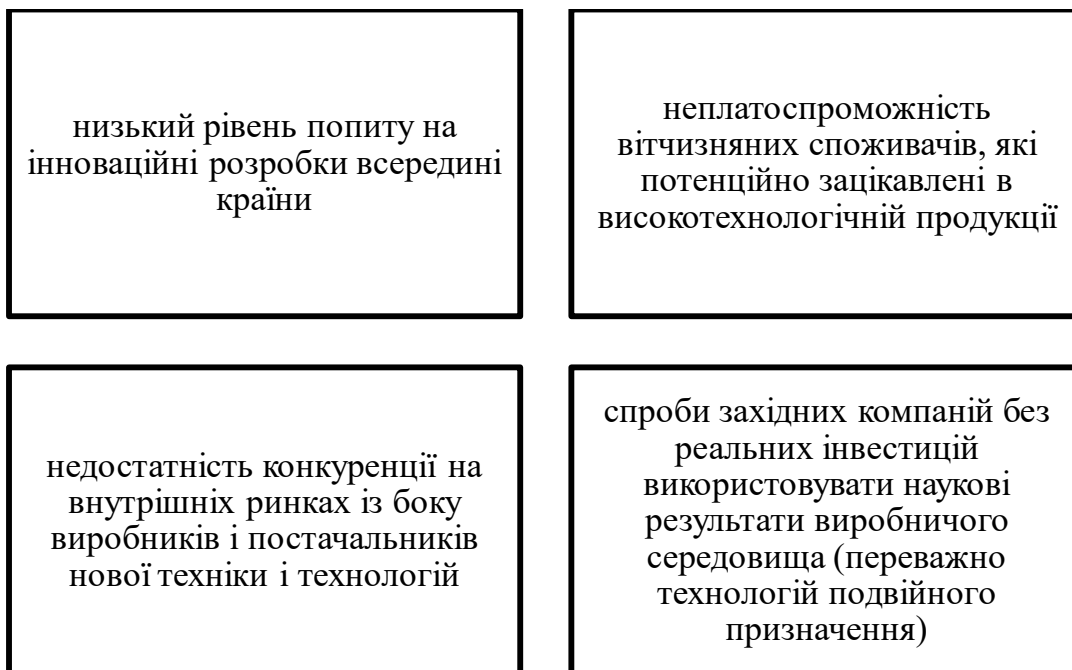 низький рівень попиту на
інноваційні розробки всередині
країни
неплатоспроможність
вітчизняних споживачів, які
потенційно зацікавлені в
високотехнологічній продукції
недостатність конкуренції на
внутрішніх ринках із боку
виробників і постачальників
нової техніки і технологій
спроби західних компаній без
реальних інвестицій
використовувати наукові
результати виробничого
середовища (переважно
технологій подвійного
призначення)